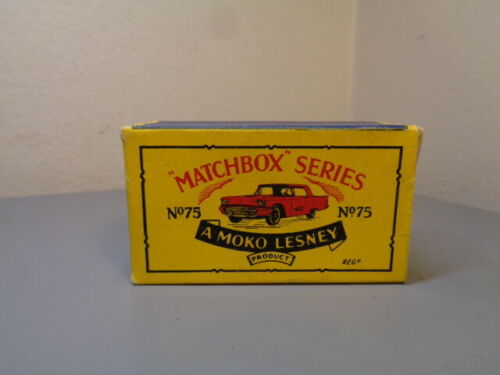 "MATCHBOX" SERIES
No75 No75
A MOKO LESNEY
PRODUCT
REGD